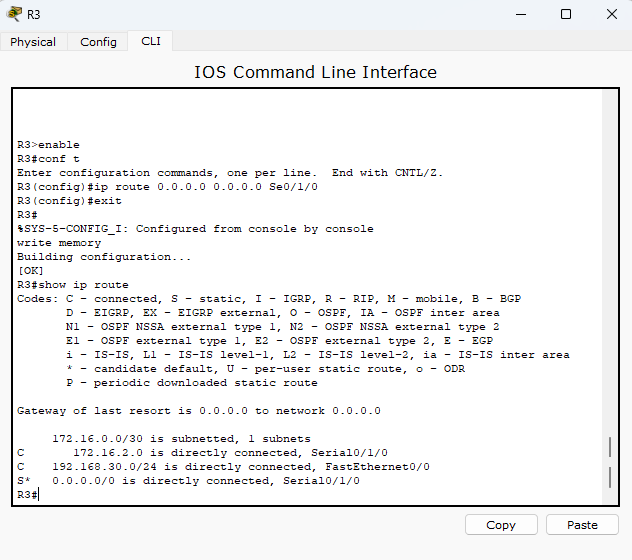 R3
Physical Config CLI
IOS Command Line Interface
R3>enable
R3#conf t
Enter configuration commands, one per line.  End with CNTL/Z.
R3(config)#ip route 0.0.0.0 0.0.0.0 Se0/1/0
R3(config)#exit
R3#
%SYS-5-CONFIG_I: Configured from console by console
write memory
Building configuration...
[OK]
R3#show ip route
Codes: C - connected, S - static, I - IGRP, R - RIP, M - mobile, B - BGP
       D - EIGRP, EX - EIGRP external, O - OSPF, IA - OSPF inter area
       N1 - OSPF NSSA external type 1, N2 - OSPF NSSA external type 2
       E1 - OSPF external type 1, E2 - OSPF external type 2, E - EGP
       i - IS-IS, L1 - IS-IS level-1, L2 - IS-IS level-2, ia - IS-IS inter area
       * - candidate default, U - per-user static route, o - ODR
       P - periodic downloaded static route
Gateway of last resort is 0.0.0.0 to network 0.0.0.0
     172.16.0.0/30 is subnetted, 1 subnets
C       172.16.2.0 is directly connected, Serial0/1/0
C    192.168.30.0/24 is directly connected, FastEthernet0/0
S*   0.0.0.0/0 is directly connected, Serial0/1/0
R3#
Copy Paste